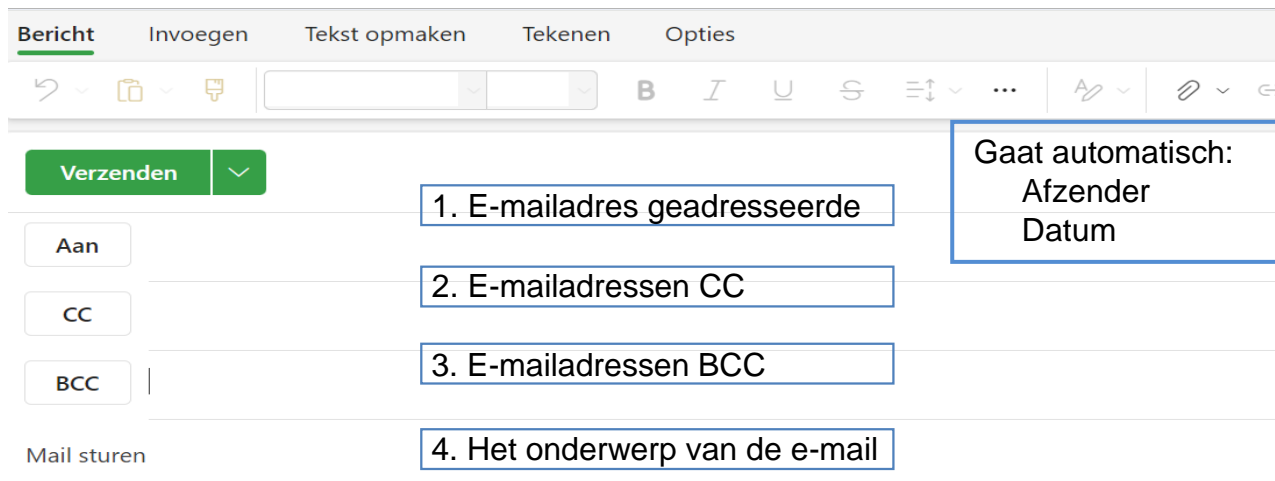 Bericht Invoegen Tekst opmaken Tekenen Opties
B I U S ...
Verzenden
Gaat automatisch:
Afzender
Datum
1. E-mailadres geadresseerde
Aan
2. E-mailadressen CC
CC
3. E-mailadressen BCC
BCC
4. Het onderwerp van de e-mail
Mail sturen